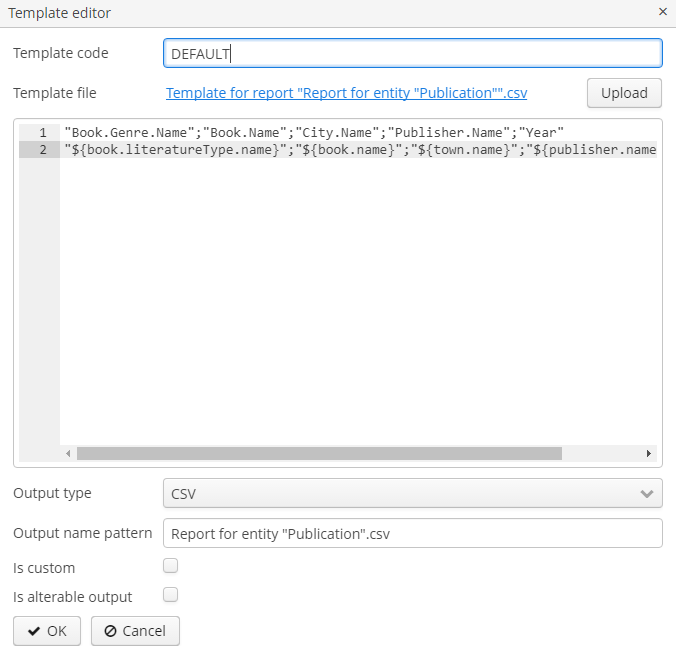 Template editor
Template code DEFAULT
Template file Template for report "Report for entity "Publication"".csv Upload
1 "Book.Genre.Name";"Book.Name";"City.Name";"Publisher.Name";"Year"
2 "${book.literatureType.name}";"${book.name}";"${town.name}";"${publisher.name
Output type CSV
Output name pattern Report for entity "Publication".csv
Is custom
Is alterable output
OK Cancel